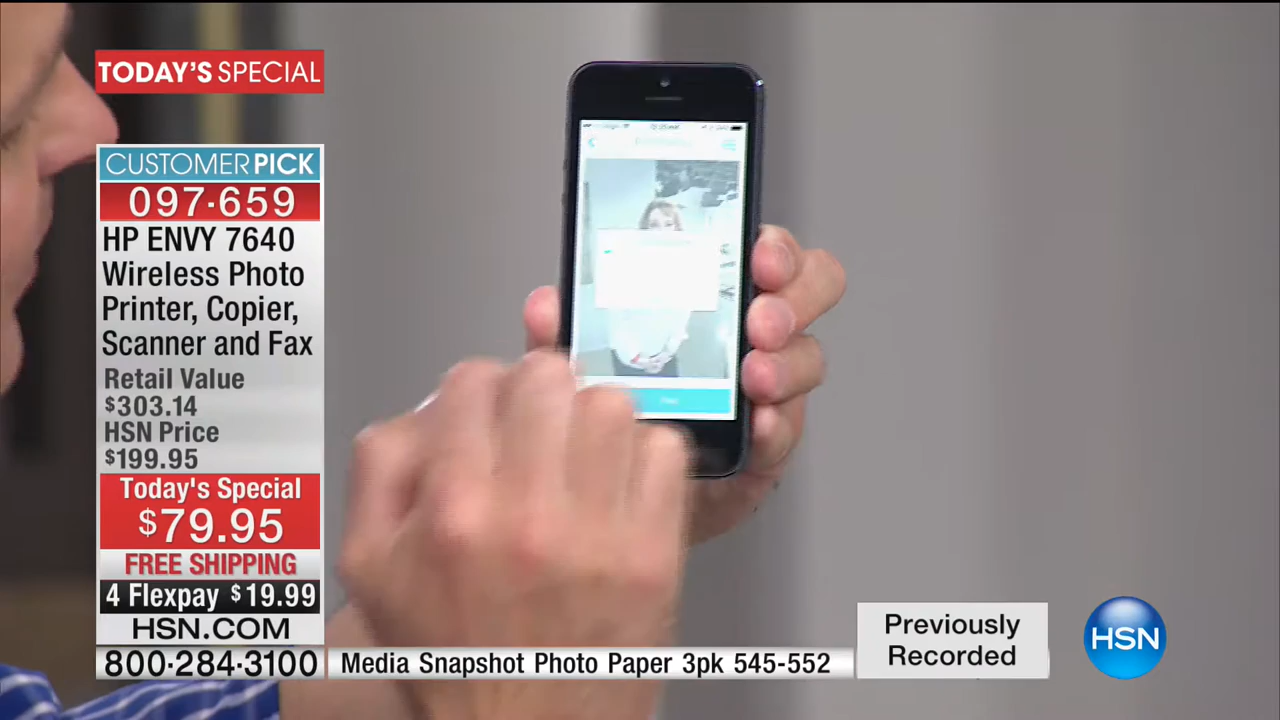 TODAY'S SPECIAL
CUSTOMER PICK
097·659
HP ENVY 7640
Wireless Photo
Printer, Copier,
Scanner and Fax
Retail Value
$303.14
HSN Price
$199.95
Today's Special
$79.95
FREE SHIPPING
4 Flexpay $19.99
HSN.COM
800·284·3100
Media Snapshot Photo Paper 3pk 545-552
Previously
Recorded
HSN